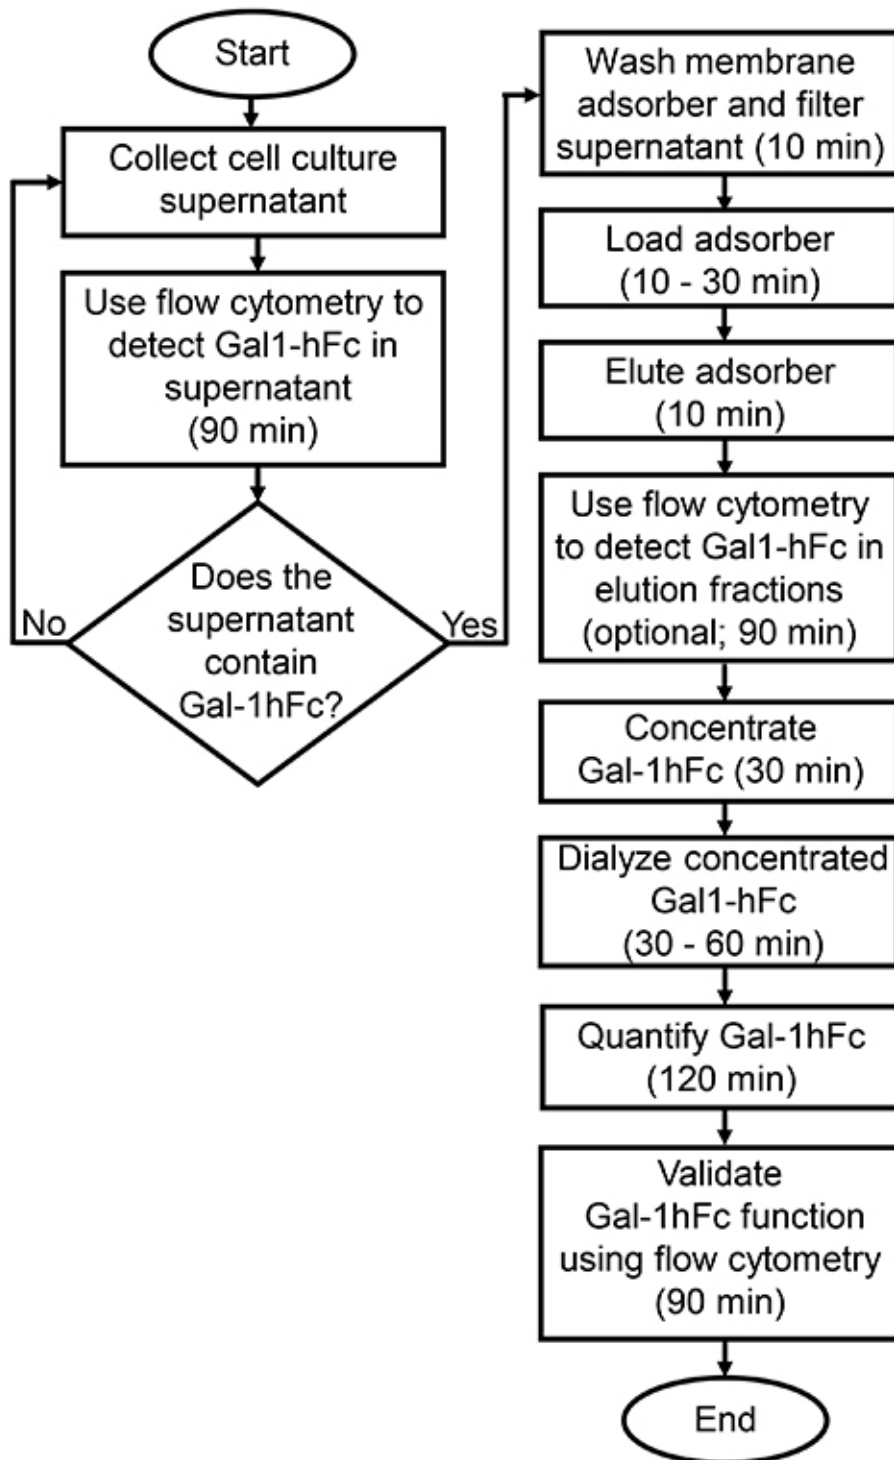 Start
Collect cell culture
supernatant
Use flow cytometry to
detect Gal1-hFc in
supernatant
(90 min)
Does the
supernatant
contain
Gal-1hFc?
No
Yes
Wash membrane
adsorber and filter
supernatant (10 min)
Load adsorber
(10 - 30 min)
Elute adsorber
(10 min)
Use flow cytometry
to detect Gal1-hFc in
elution fractions
(optional; 90 min)
Concentrate
Gal-1hFc (30 min)
Dialyze concentrated
Gal1-hFc
(30 - 60 min)
Quantify Gal-1hFc
(120 min)
Validate
Gal-1hFc function
using flow cytometry
(90 min)
End